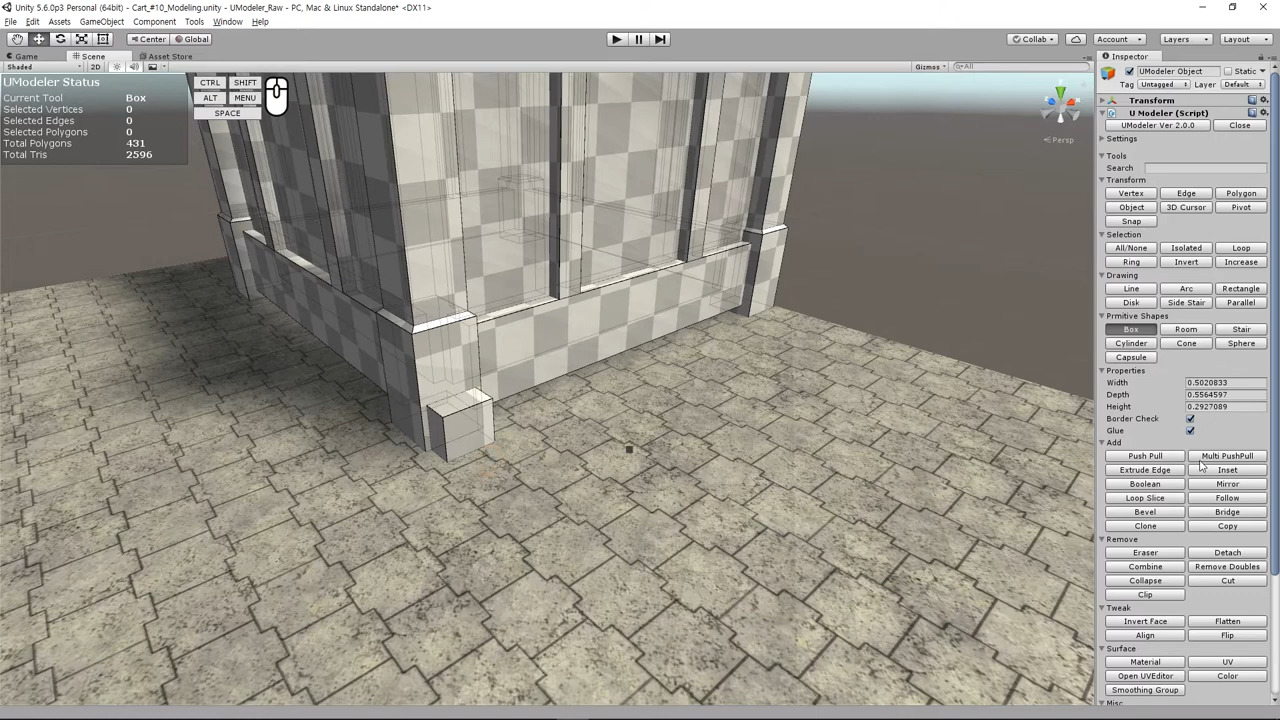 Unity 5.6.0p3 Personal (64bit) - Cart_#10_Modeling.unity - UModeler_Raw - PC, Mac & Linux Standalone* <DX11>
File Edit Assets GameObject Component Tools Window Help
Center Global Collab Account Layers Layout
Game Scene Asset Store Inspector
Shaded 2D Gizmos All
UModeler Status
Current Tool Box
Selected Vertices 0
Selected Edges 0
Selected Polygons 0
Total Polygons 431
Total Tris 2596
CTRL SHIFT
ALT MENU
SPACE
Persp
UModeler Object Static
Tag Untagged Layer Default
Transform
U Modeler (Script)
UModeler Ver 2.0.0 Close
Settings
Tools
Search
Transform
Vertex Edge Polygon
Object 3D Cursor Pivot
Snap
Selection
All/None Isolated Loop
Ring Invert Increase
Drawing
Line Arc Rectangle
Disk Side Stair Parallel
Prmitive Shapes
Box Room Stair
Cylinder Cone Sphere
Capsule
Properties
Width 0.5020833
Depth 0.5564597
Height 0.2927089
Border Check
Glue
Add
Push Pull Multi PushPull
Extrude Edge Inset
Boolean Mirror
Loop Slice Follow
Bevel Bridge
Clone Copy
Remove
Eraser Detach
Combine Remove Doubles
Collapse Cut
Clip
Tweak
Invert Face Flatten
Align Flip
Surface
Material UV
Open UVEditor Color
Smoothing Group
Misc